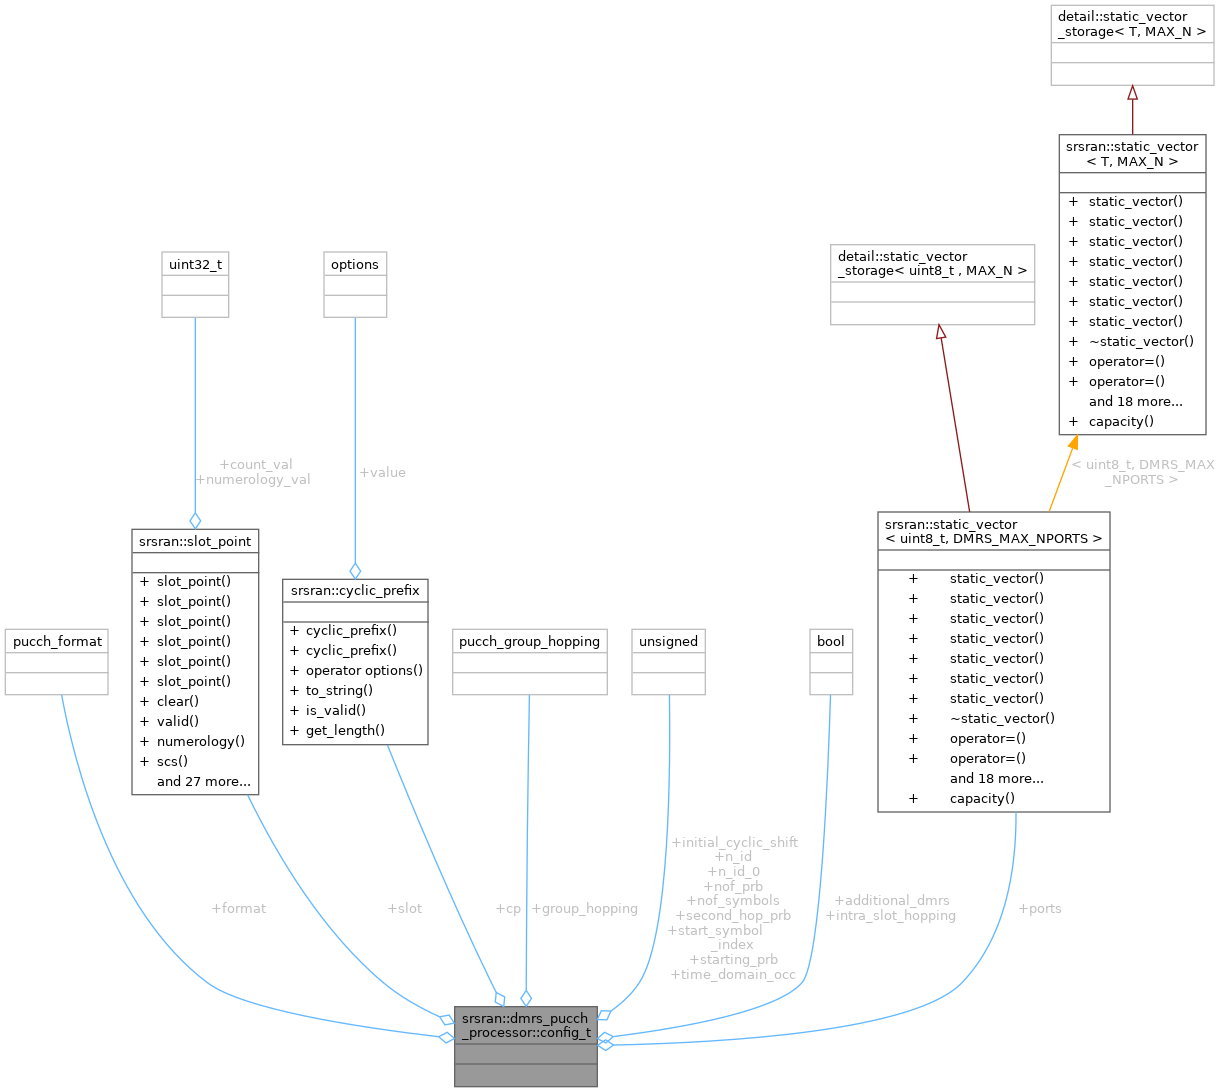 detail::static_vector
_storage< T, MAX_N >
srsran::static_vector
< T, MAX_N >
+ static_vector()
+ static_vector()
+ static_vector()
+ static_vector()
+ static_vector()
+ static_vector()
+ static_vector()
+ ~static_vector()
+ operator=()
+ operator=()
and 18 more...
+ capacity()
detail::static_vector
_storage< uint8_t , MAX_N >
uint32_t
options
+count_val
+numerology_val
+value
< uint8_t, DMRS_MAX
_NPORTS >
srsran::slot_point
+ slot_point()
+ slot_point()
+ slot_point()
+ slot_point()
+ slot_point()
+ slot_point()
+ clear()
+ valid()
+ numerology()
+ scs()
and 27 more...
srsran::cyclic_prefix
+ cyclic_prefix()
+ cyclic_prefix()
+ operator options()
+ to_string()
+ is_valid()
+ get_length()
srsran::static_vector
< uint8_t, DMRS_MAX_NPORTS >
+ static_vector()
+ static_vector()
+ static_vector()
+ static_vector()
+ static_vector()
+ static_vector()
+ static_vector()
+ ~static_vector()
+ operator=()
+ operator=()
and 18 more...
+ capacity()
pucch_format
pucch_group_hopping
unsigned
bool
+format
+slot
+cp
+group_hopping
+initial_cyclic_shift
+n_id
+n_id_0
+nof_prb
+nof_symbols
+second_hop_prb
+start_symbol
_index
+starting_prb
+time_domain_occ
+additional_dmrs
+intra_slot_hopping
+ports
srsran::dmrs_pucch
_processor::config_t